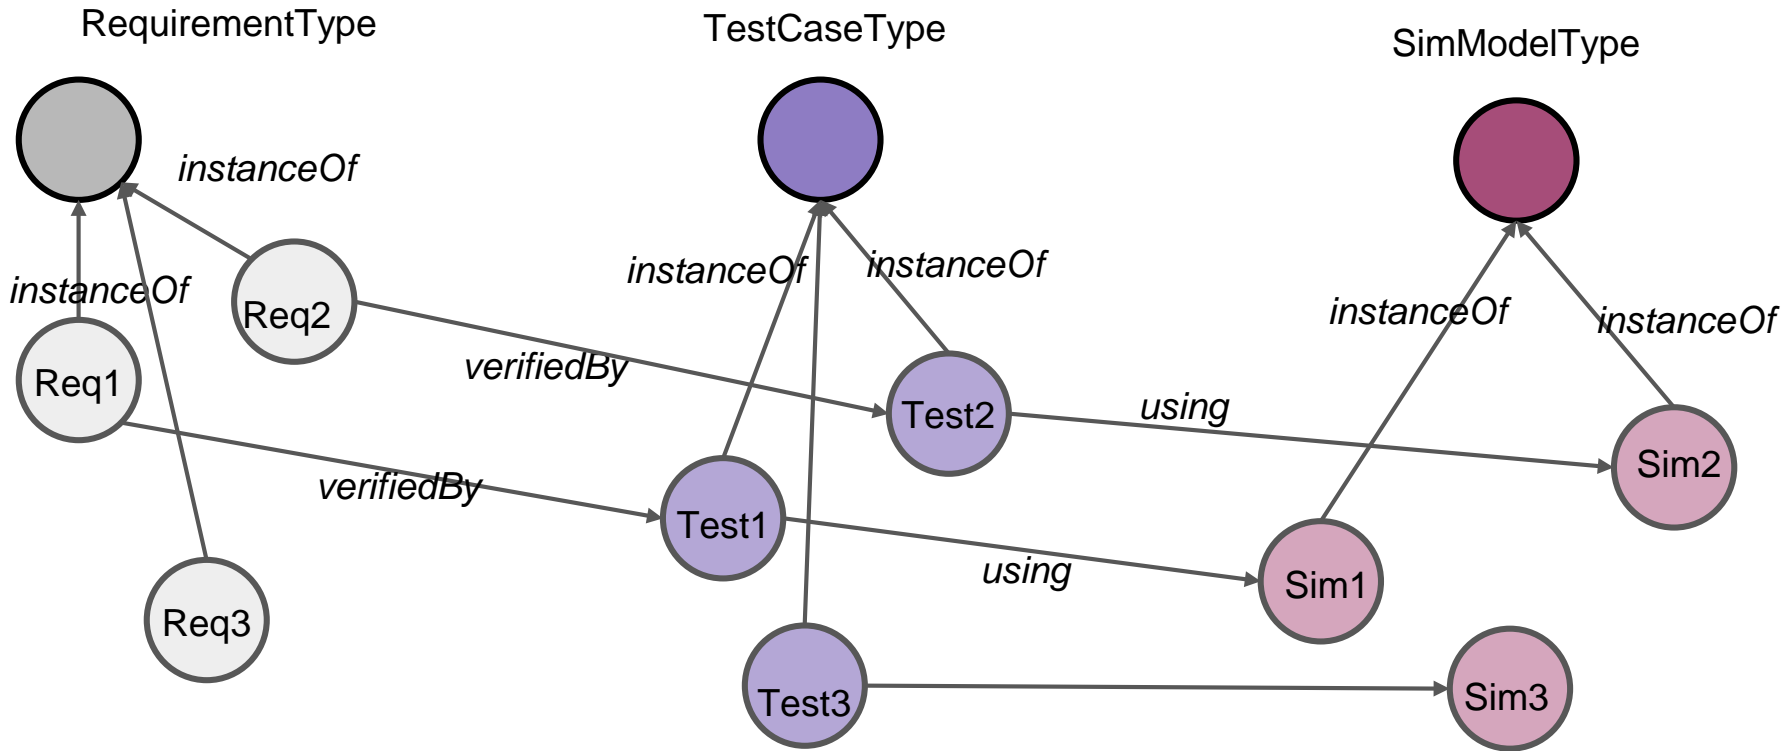 RequirementType
TestCaseType
SimModelType
instanceOf
instanceOf
instanceOf
instanceOf
instanceOf
instanceOf
Req2
Req1
verifiedBy
Test2
using
Sim2
verifiedBy
Test1
using
Sim1
Req3
Test3
Sim3